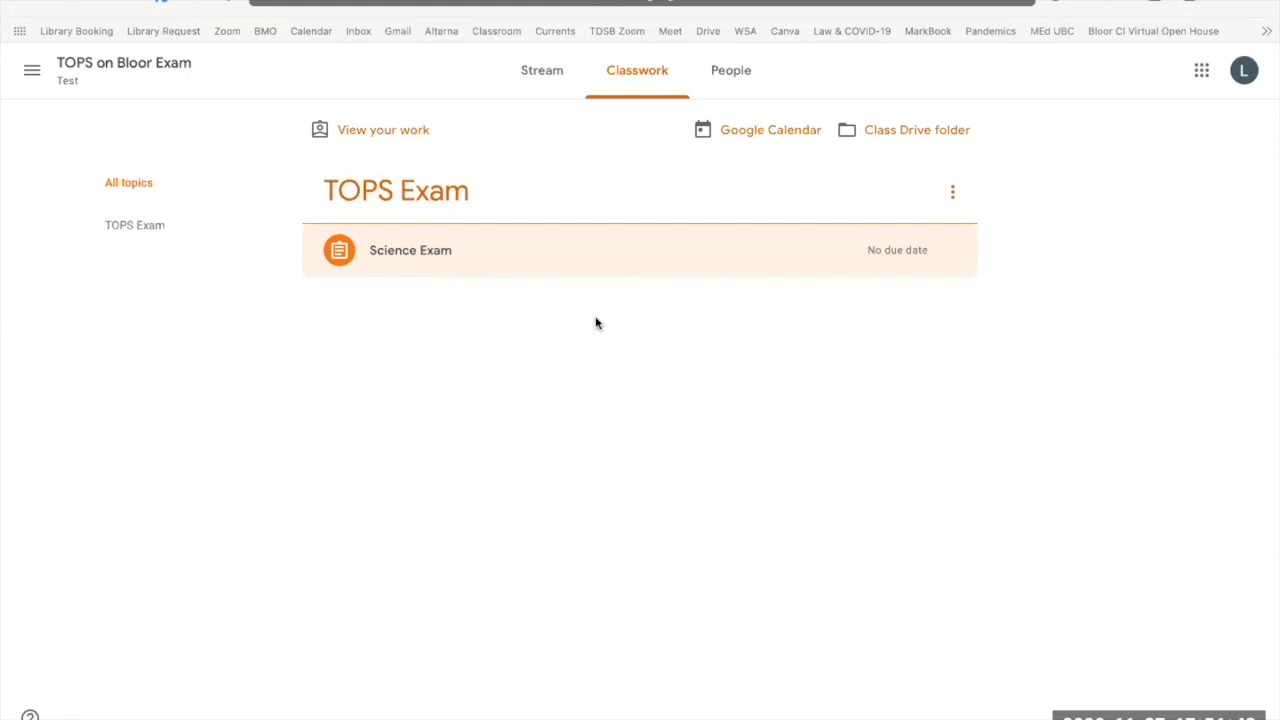 Library Booking Library Request Zoom BMO Calendar Inbox Gmail Alterna Classroom Currents TDSB Zoom Meet Drive WSA Canva Law & COVID-19 MarkBook Pandemics MEd UBC Bloor CI Virtual Open House
TOPS on Bloor Exam
Test
Stream Classwork People
L
View your work
Google Calendar
Class Drive folder
All topics
TOPS Exam
TOPS Exam
Science Exam
No due date